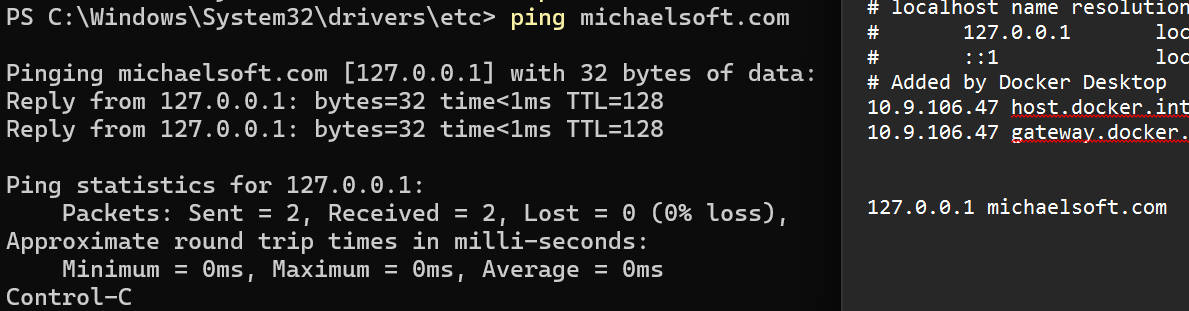 PS C:\Windows\System32\drivers\etc> ping michaelsoft.com
Pinging michaelsoft.com [127.0.0.1] with 32 bytes of data:
Reply from 127.0.0.1: bytes=32 time<1ms TTL=128
Reply from 127.0.0.1: bytes=32 time<1ms TTL=128
Ping statistics for 127.0.0.1:
    Packets: Sent = 2, Received = 2, Lost = 0 (0% loss),
Approximate round trip times in milli-seconds:
    Minimum = 0ms, Maximum = 0ms, Average = 0ms
Control-C
# localhost name resolution
#       127.0.0.1       loc
#       ::1             loc
# Added by Docker Desktop
10.9.106.47 host.docker.int
10.9.106.47 gateway.docker.
127.0.0.1 michaelsoft.com